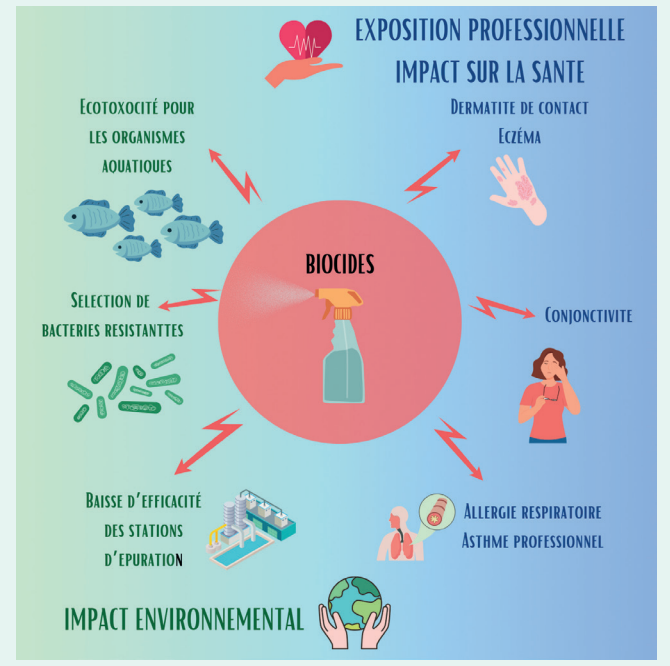 EXPOSITION PROFESSIONNELLE
IMPACT SUR LA SANTE
ECOTOXOCITÉ POUR
LES ORGANISMES
AQUATIQUES
DERMATITE DE CONTACT
ECZÉMA
BIOCIDES
SELECTION DE
BACTERIES RESISTANTTES
CONJONCTIVITE
BAISSE D'EFFICACITÉ
DES STATIONS
D'EPURATION
ALLERGIE RESPIRATOIRE
ASTHME PROFESSIONNEL
IMPACT ENVIRONNEMENTAL